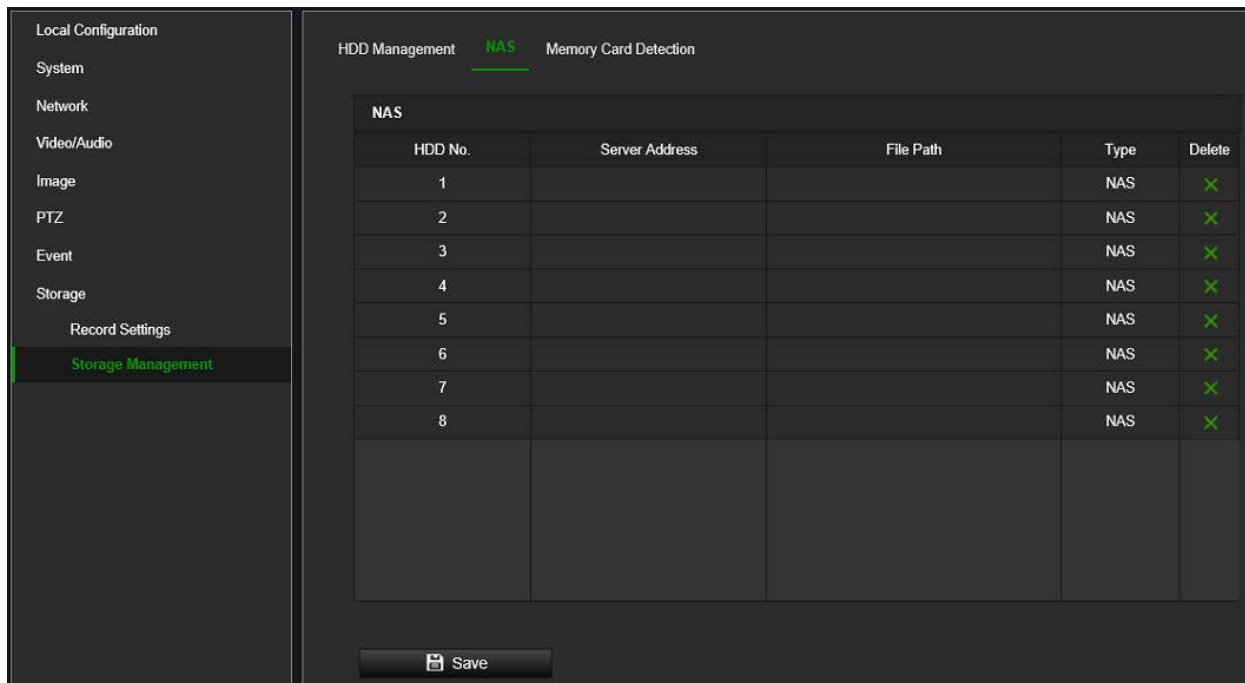 Local Configuration
System
Network
Video/Audio
Image
PTZ
Event
Storage
Record Settings
Storage Management
HDD Management NAS Memory Card Detection
NAS
HDD No. Server Address File Path Type Delete
1 NAS
2 NAS
3 NAS
4 NAS
5 NAS
6 NAS
7 NAS
8 NAS
Save